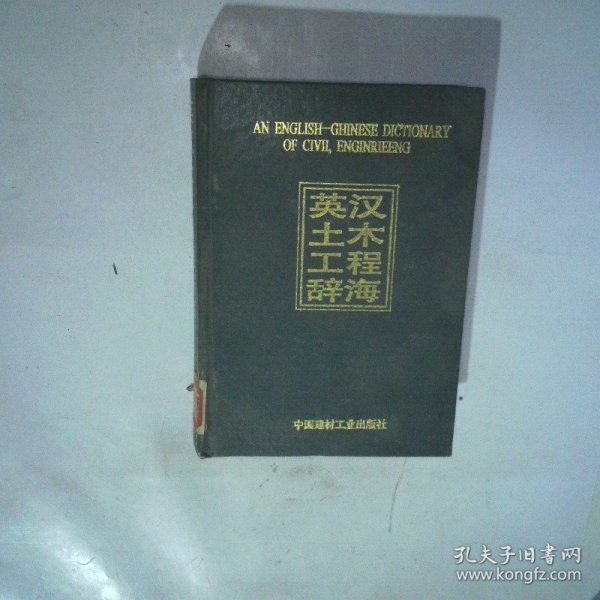 AN ENGLISH-GHINESE DICTIONARY
OF CIVIL, ENGINRIEENG
英汉
土木
工程
辞海
中国建材工业出版社
孔夫子旧书网
www.kongfz.com